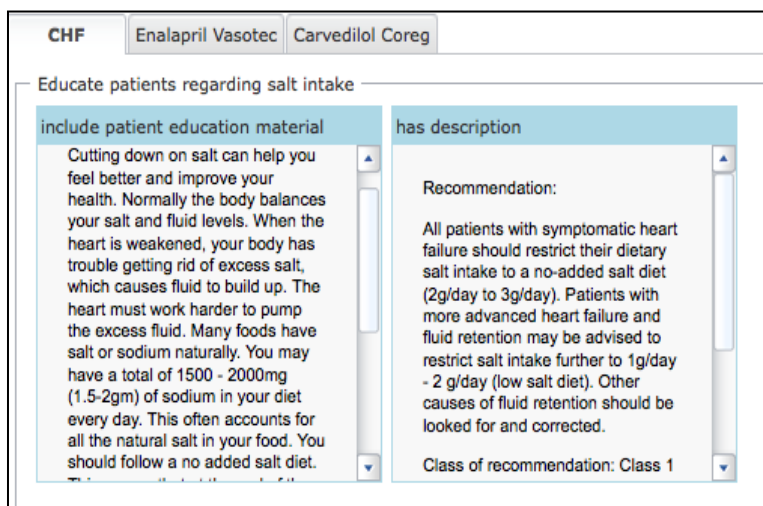 CHF
Enalapril Vasotec
Carvedilol Coreg
Educate patients regarding salt intake
include patient education material
Cutting down on salt can help you
feel better and improve your
health. Normally the body balances
your salt and fluid levels. When the
heart is weakened, your body has
trouble getting rid of excess salt,
which causes fluid to build up. The
heart must work harder to pump
the excess fluid. Many foods have
salt or sodium naturally. You may
have a total of 1500 - 2000mg
(1.5-2gm) of sodium in your diet
every day. This often accounts for
all the natural salt in your food. You
should follow a no added salt diet.
has description
Recommendation:
All patients with symptomatic heart
failure should restrict their dietary
salt intake to a no-added salt diet
(2g/day to 3g/day). Patients with
more advanced heart failure and
fluid retention may be advised to
restrict salt intake further to 1g/day
- 2 g/day (low salt diet). Other
causes of fluid retention should be
looked for and corrected.
Class of recommendation: Class 1